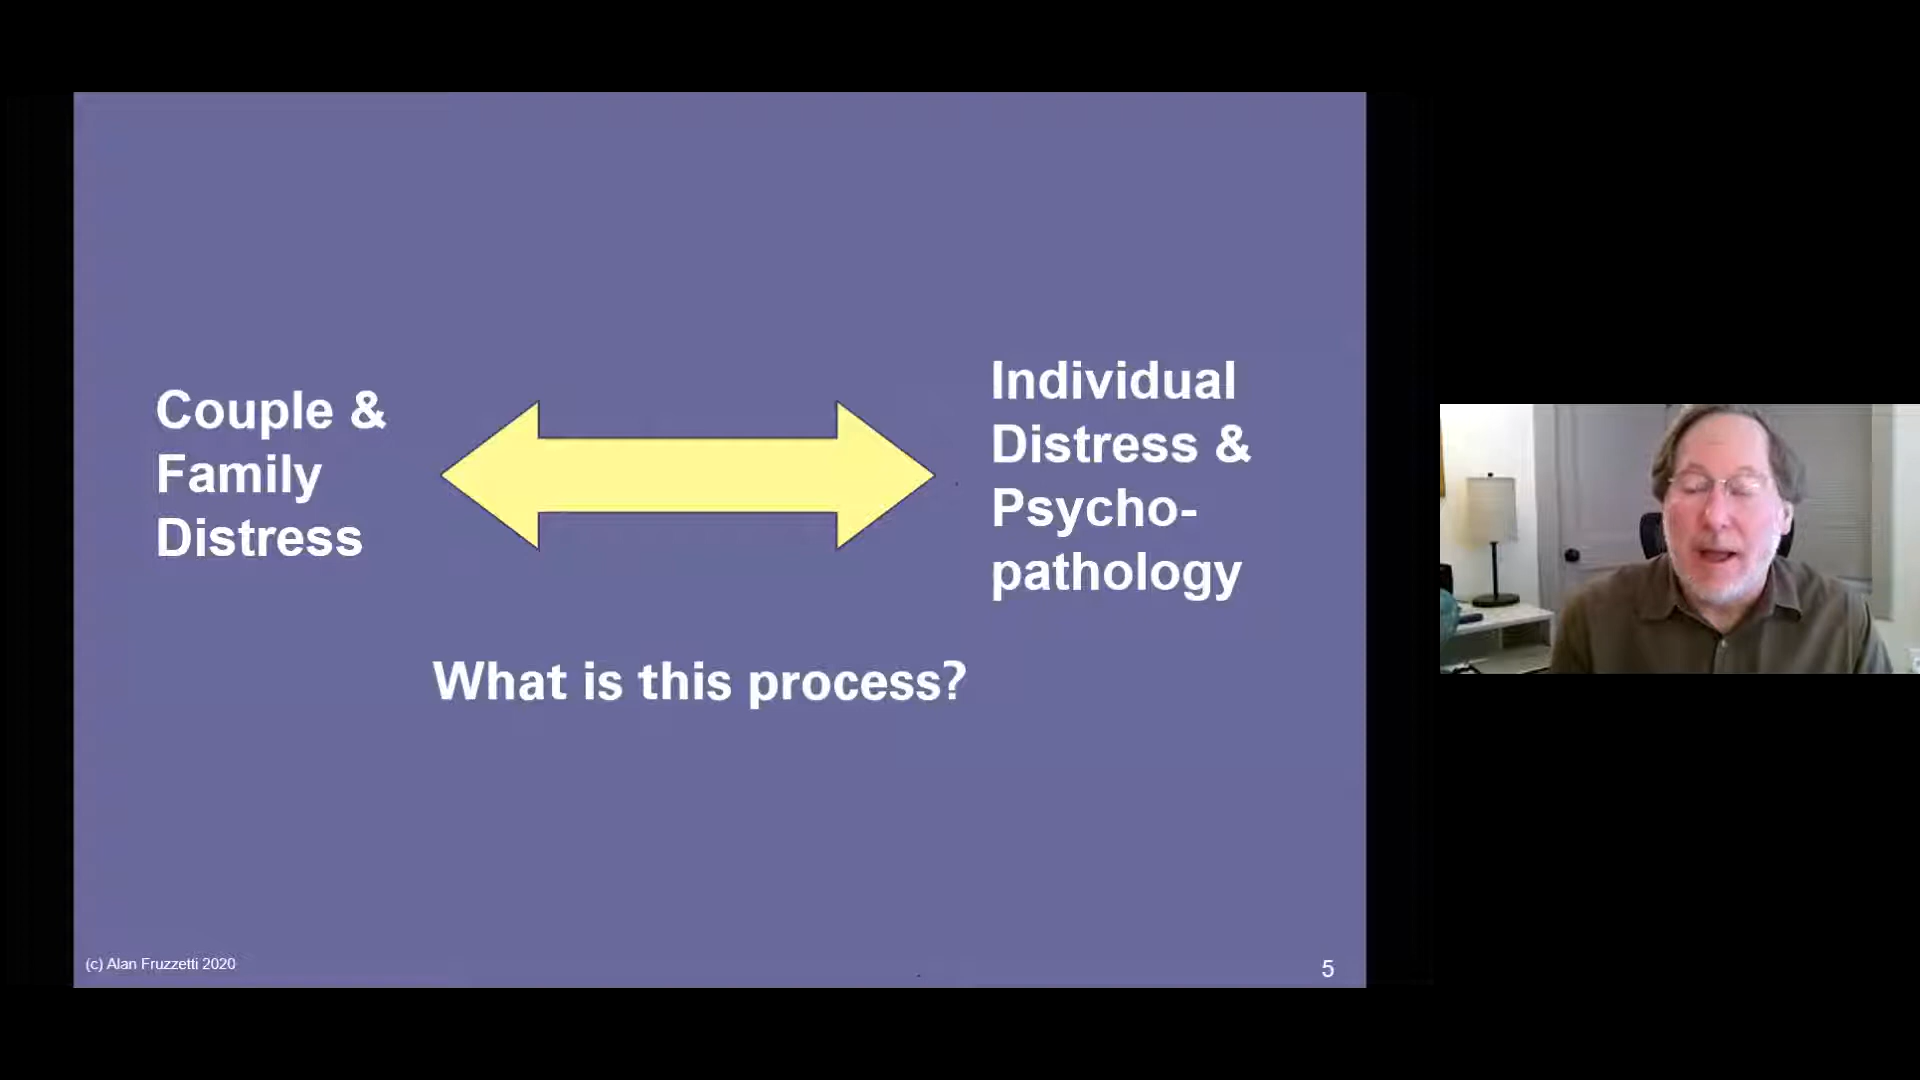 Couple &
Family
Distress
Individual
Distress &
Psycho-
pathology
What is this process?
(c) Alan Fruzzetti 2020
5